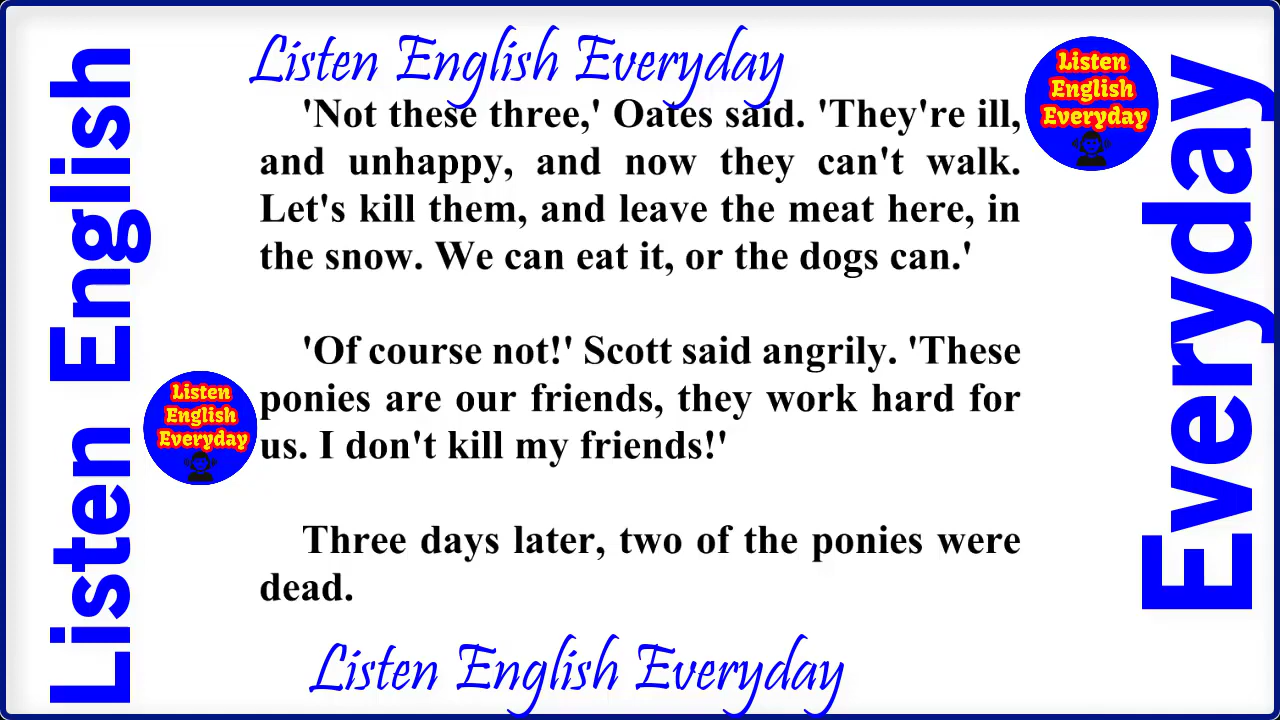 Listen English Everyday
'Not these three,' Oates said. 'They're ill,
and unhappy, and now they can't walk.
Let's kill them, and leave the meat here, in
the snow. We can eat it, or the dogs can.'
'Of course not!' Scott said angrily. 'These
ponies are our friends, they work hard for
us. I don't kill my friends!'
Three days later, two of the ponies were
dead.
Listen English Everyday
Listen English
Everyday
Listen
English
Everyday
Listen
English
Everyday